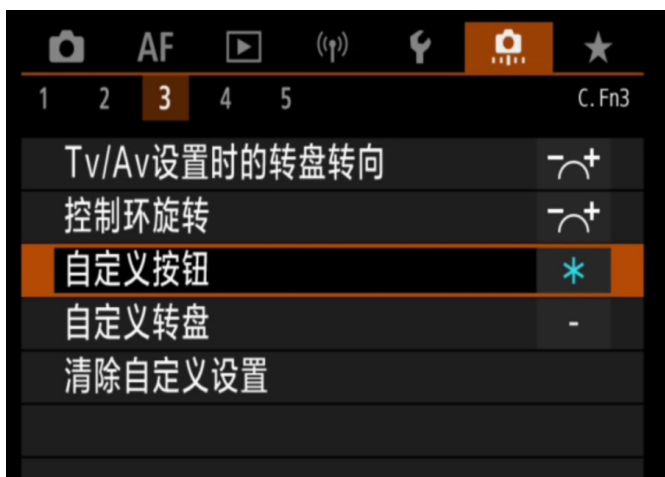 AF
1 2 3 4 5 C.Fn3
Tv/Av设置时的转盘转向
控制环旋转
自定义按钮
自定义转盘 -
清除自定义设置